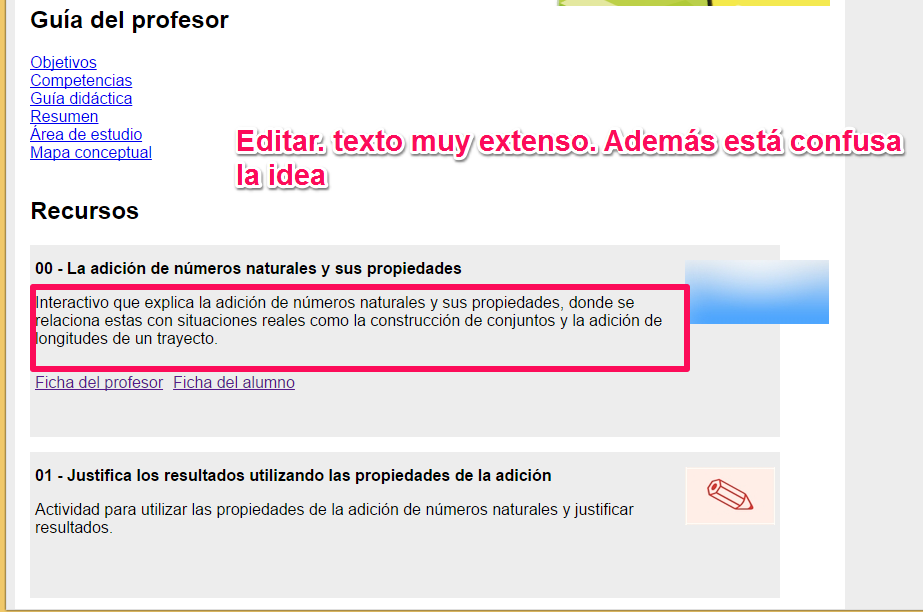 Guía del profesor
Objetivos
Competencias
Guía didáctica
Resumen
Área de estudio
Mapa conceptual
Editar. texto muy extenso. Además está confusa
la idea
Recursos
00 - La adición de números naturales y sus propiedades
Interactivo que explica la adición de números naturales y sus propiedades, donde se
relaciona estas con situaciones reales como la construcción de conjuntos y la adición de
longitudes de un trayecto.
Ficha del profesor Ficha del alumno
01 - Justifica los resultados utilizando las propiedades de la adición
Actividad para utilizar las propiedades de la adición de números naturales y justificar
resultados.